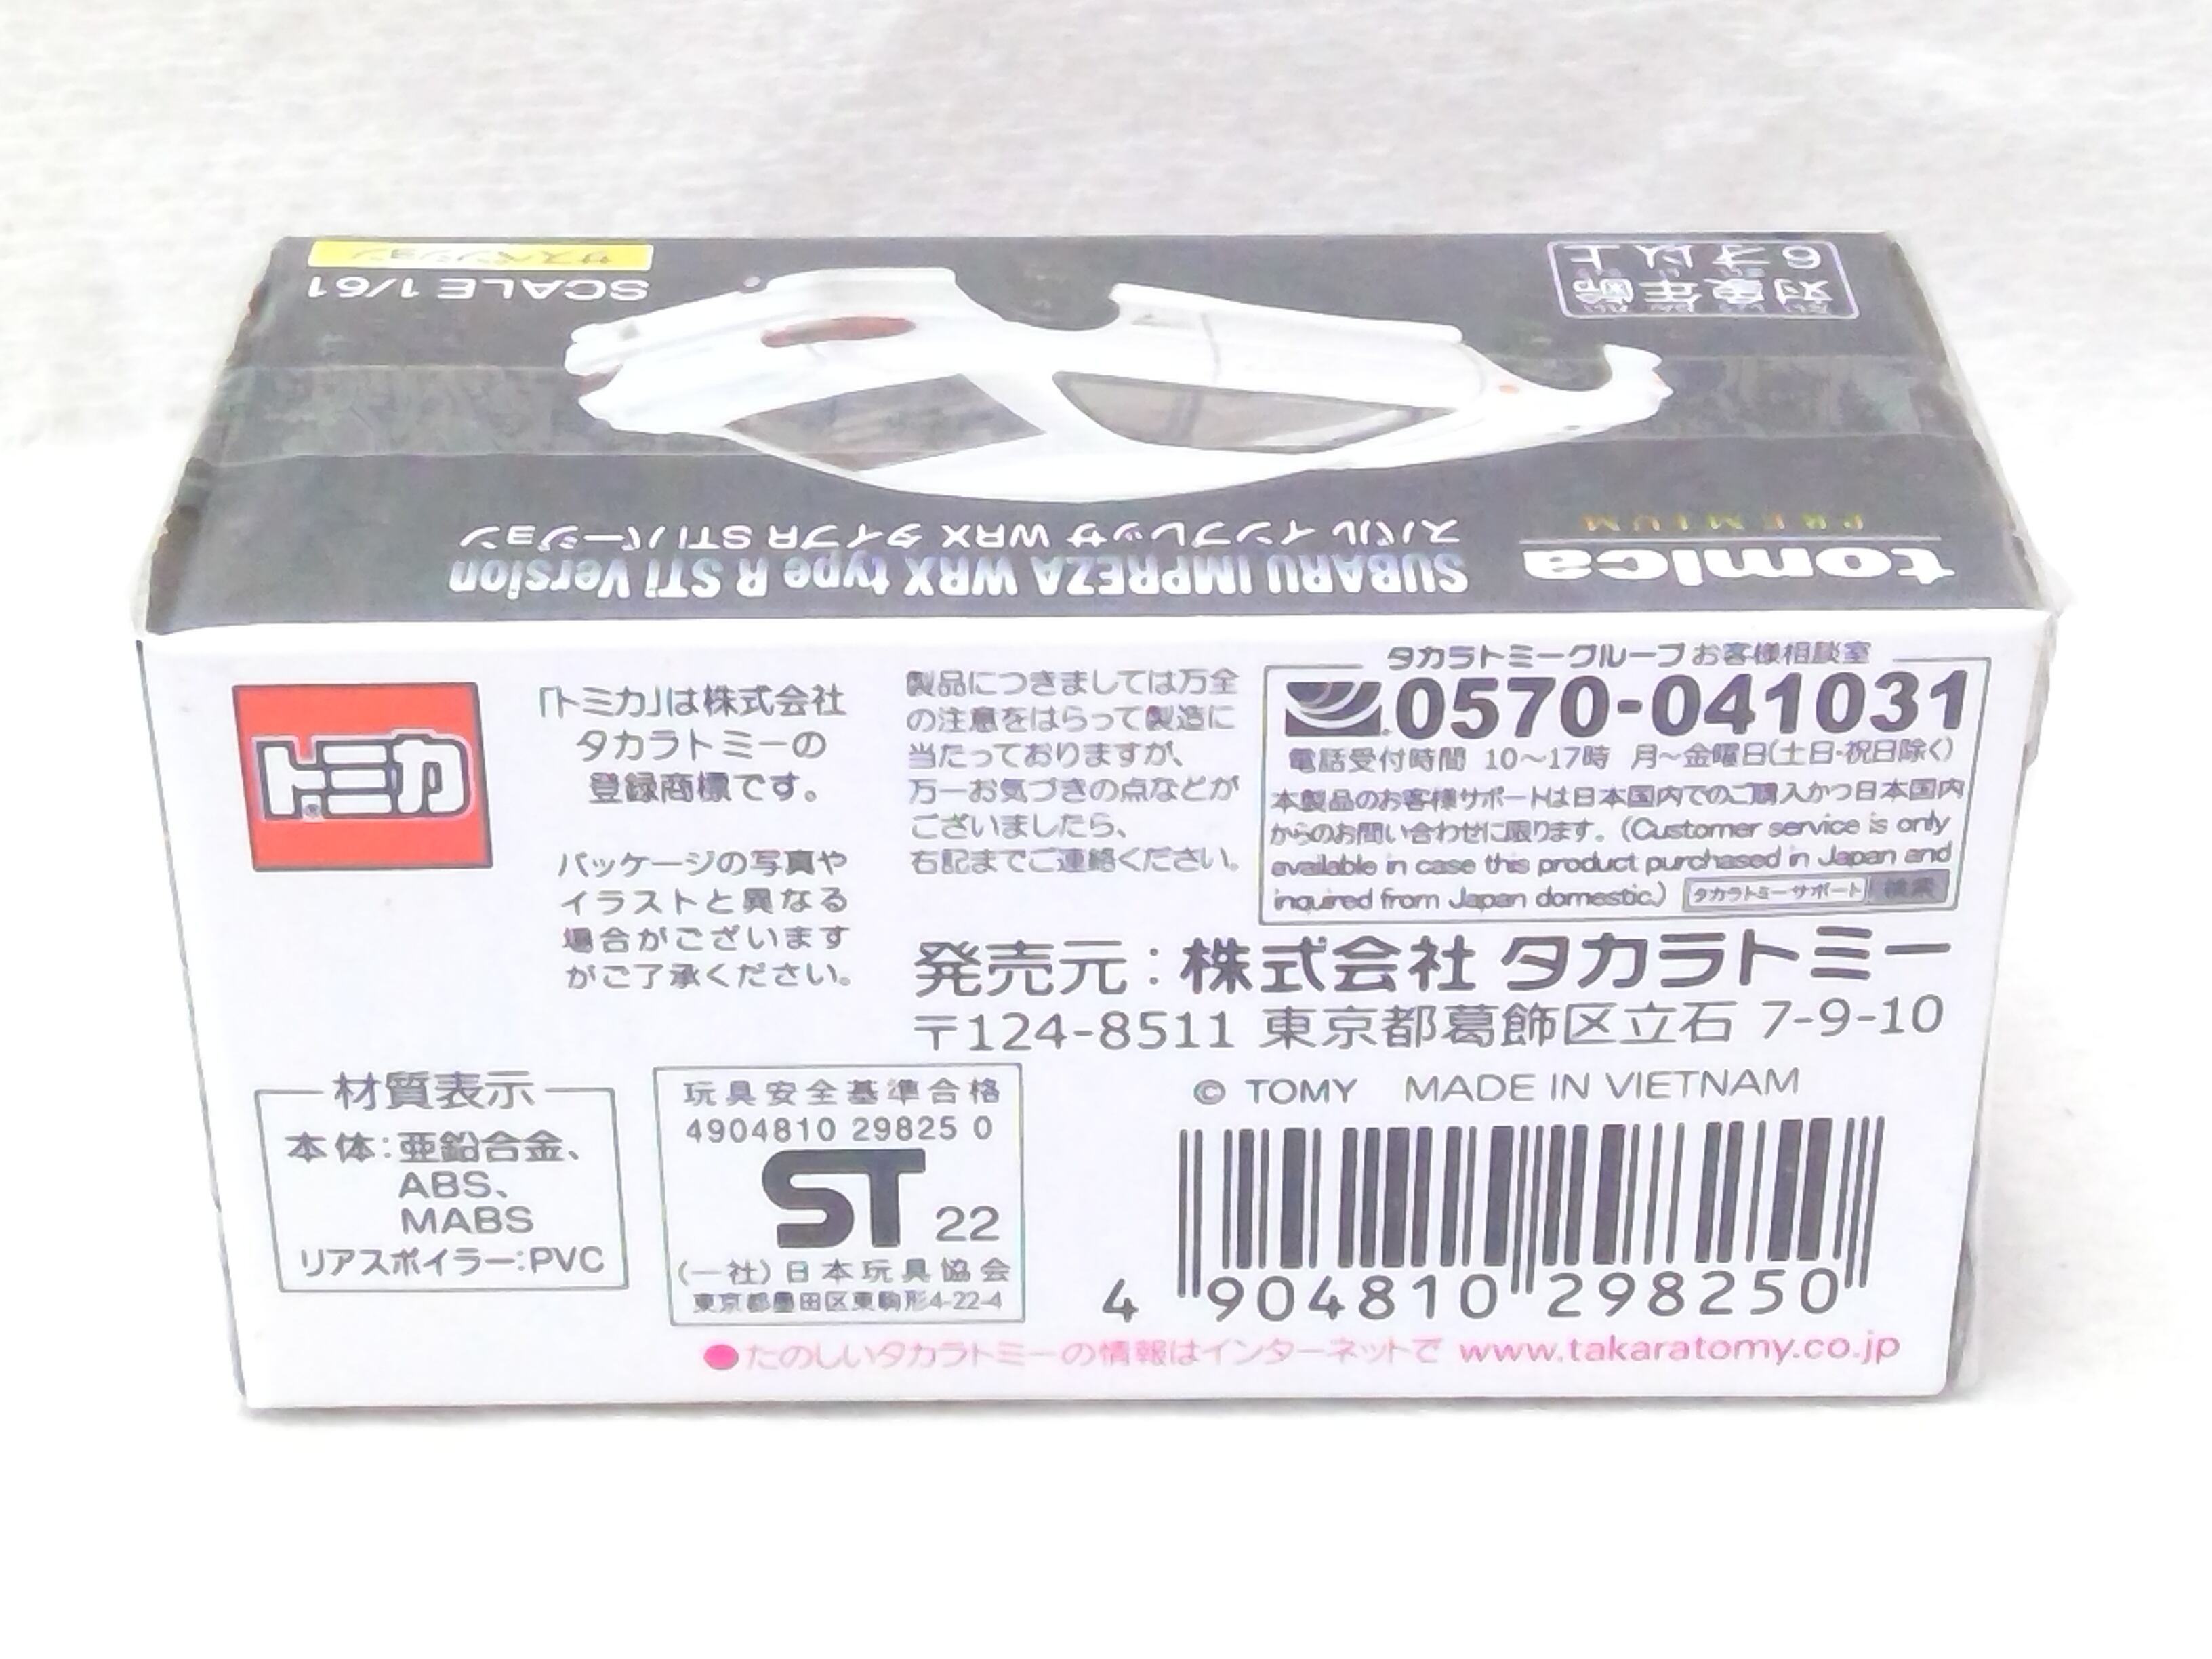 サスペンション
SCALE 1/61
対象年齢
6才以上
tomica
PREMIUM
SUBARU IMPREZA WRX type R STi Version
スバル インプレッサ WRX タイプR STiバージョン
トミカ
「トミカ」は株式会社
タカラトミーの
登録商標です。
パッケージの写真や
イラストと異なる
場合がございます
がご了承ください。
製品につきましては万全
の注意をはらって製造に
当たっておりますが、
万一お気づきの点などが
ございましたら、
右記までご連絡ください。
タカラトミーグループお客様相談室
0570-041031
電話受付時間 10～17時 月～金曜日(土日・祝日除く)
本製品のお客様サポートは日本国内でのご購入かつ日本国内
からのお問い合わせに限ります。(Customer service is only
available in case this product purchased in Japan and
inquired from Japan domestic.) タカラトミーサポート 検索
発売元：株式会社 タカラトミー
〒124-8511 東京都葛飾区立石 7-9-10
材質表示
本体：亜鉛合金、
ABS、
MABS
リアスポイラー：PVC
玩具安全基準合格
4904810 29825 0
ST 22
(一社)日本玩具協会
東京都墨田区東駒形4-22-4
© TOMY MADE IN VIETNAM
4 904810 298250
●たのしいタカラトミーの情報はインターネットで www.takaratomy.co.jp